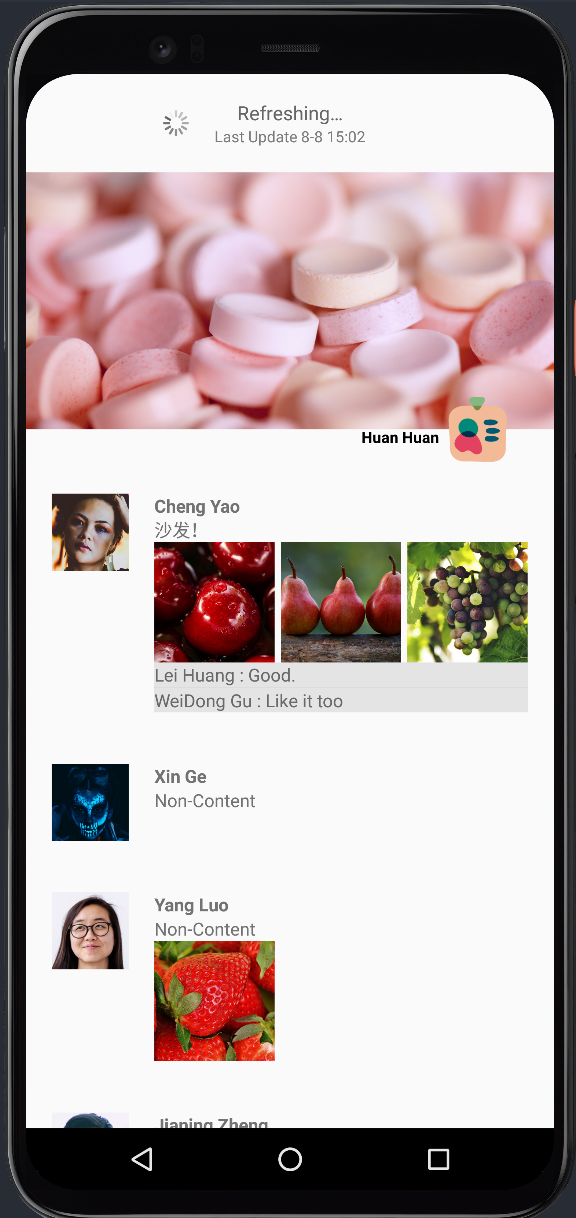 Refreshing…
Last Update 8-8 15:02
Huan Huan
Cheng Yao
沙发!
Lei Huang : Good.
WeiDong Gu : Like it too
Xin Ge
Non-Content
Yang Luo
Non-Content
Jianing Zheng